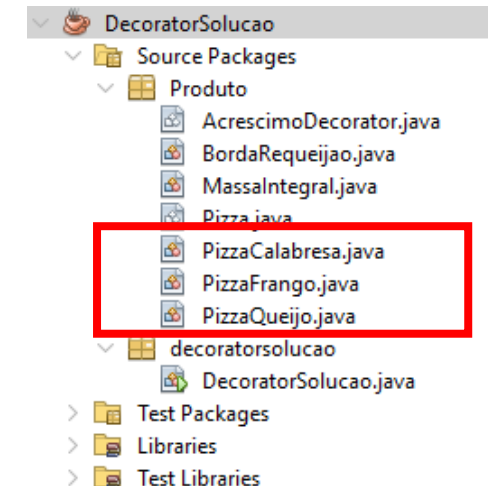 DecoratorSolucao
Source Packages
Produto
AcrescimoDecorator.java
BordaRequeijao.java
MassaIntegral.java
Pizza.java
PizzaCalabresa.java
PizzaFrango.java
PizzaQueijo.java
decoratorsolucao
DecoratorSolucao.java
Test Packages
Libraries
Test Libraries